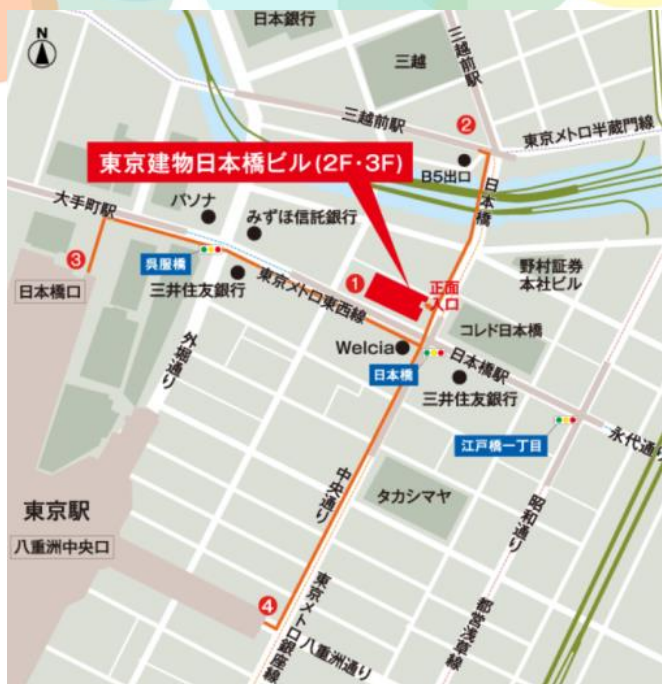 N
日本銀行
三越
三越前駅
三越前駅
②
東京メトロ半蔵門線
B5出口
日本橋
東京建物日本橋ビル(2F・3F)
大手町駅
パソナ
みずほ信託銀行
③
日本橋口
呉服橋
三井住友銀行
東京メトロ東西線
①
正面
入口
野村証券
本社ビル
コレド日本橋
外堀通り
Welcia
日本橋
日本橋駅
三井住友銀行
江戸橋一丁目
永代通り
東京駅
八重洲中央口
中央通り
タカシマヤ
昭和通り
④
東京メトロ銀座線
八重洲通り
都営浅草線